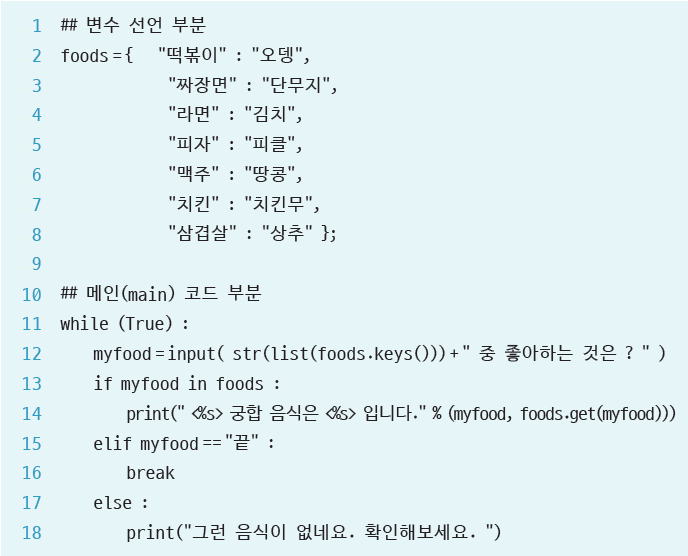 1 ## 변수 선언 부분
2 foods={ "떡볶이" : "오뎅",
3 "짜장면" : "단무지",
4 "라면" : "김치",
5 "피자" : "피클",
6 "맥주" : "땅콩",
7 "치킨" : "치킨무",
8 "삼겹살" : "상추" };
9
10 ## 메인(main) 코드 부분
11 while (True) :
12 myfood=input( str(list(foods.keys()))+" 중 좋아하는 것은 ? " )
13 if myfood in foods :
14 print(" <%s> 궁합 음식은 <%s> 입니다." % (myfood, foods.get(myfood)))
15 elif myfood=="끝" :
16 break
17 else :
18 print("그런 음식이 없네요. 확인해보세요. ")